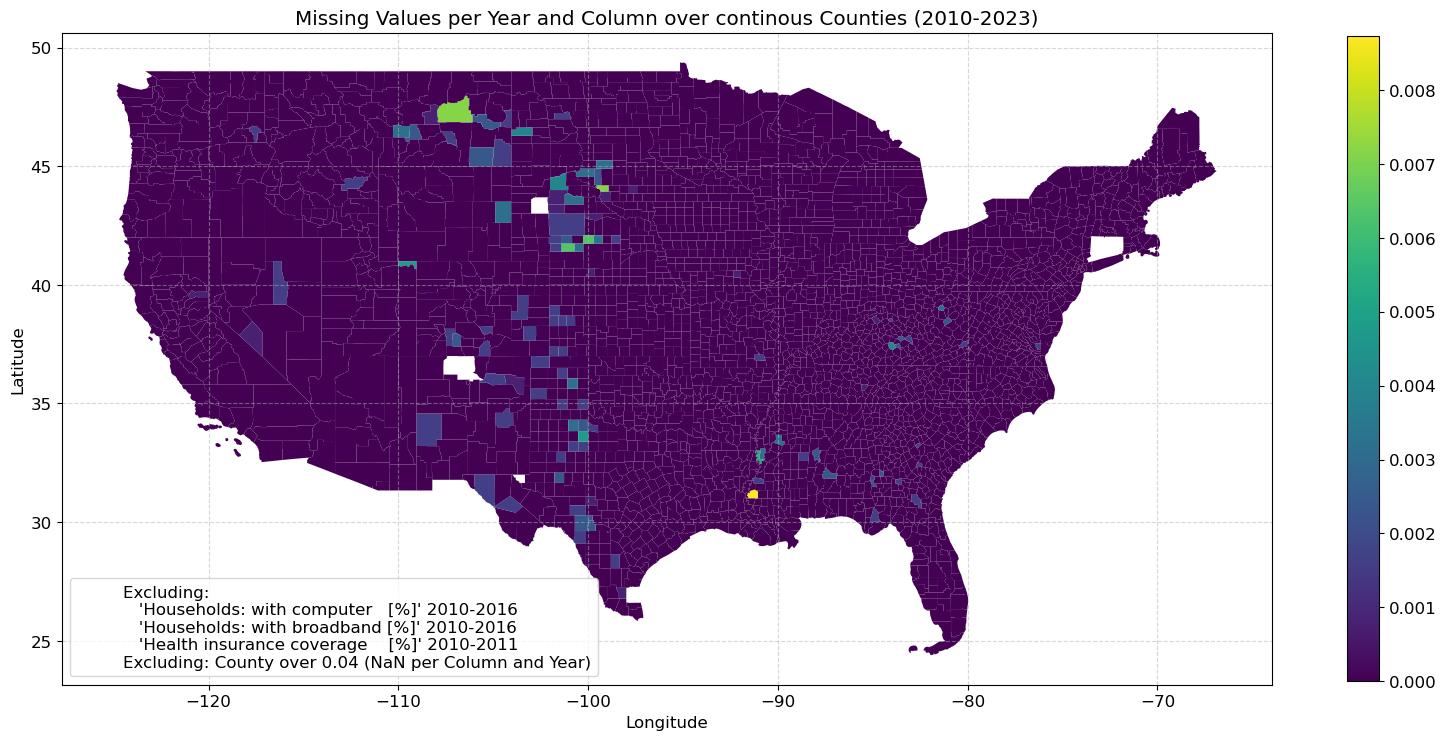 Missing Values per Year and Column over continous Counties (2010-2023)
50
45
40
35
30
25
Latitude
−120
−110
−100
−90
−80
−70
Longitude
Excluding:
'Households: with computer   [%]' 2010-2016
'Households: with broadband [%]' 2010-2016
'Health insurance coverage    [%]' 2010-2011
Excluding: County over 0.04 (NaN per Column and Year)
0.008
0.007
0.006
0.005
0.004
0.003
0.002
0.001
0.000